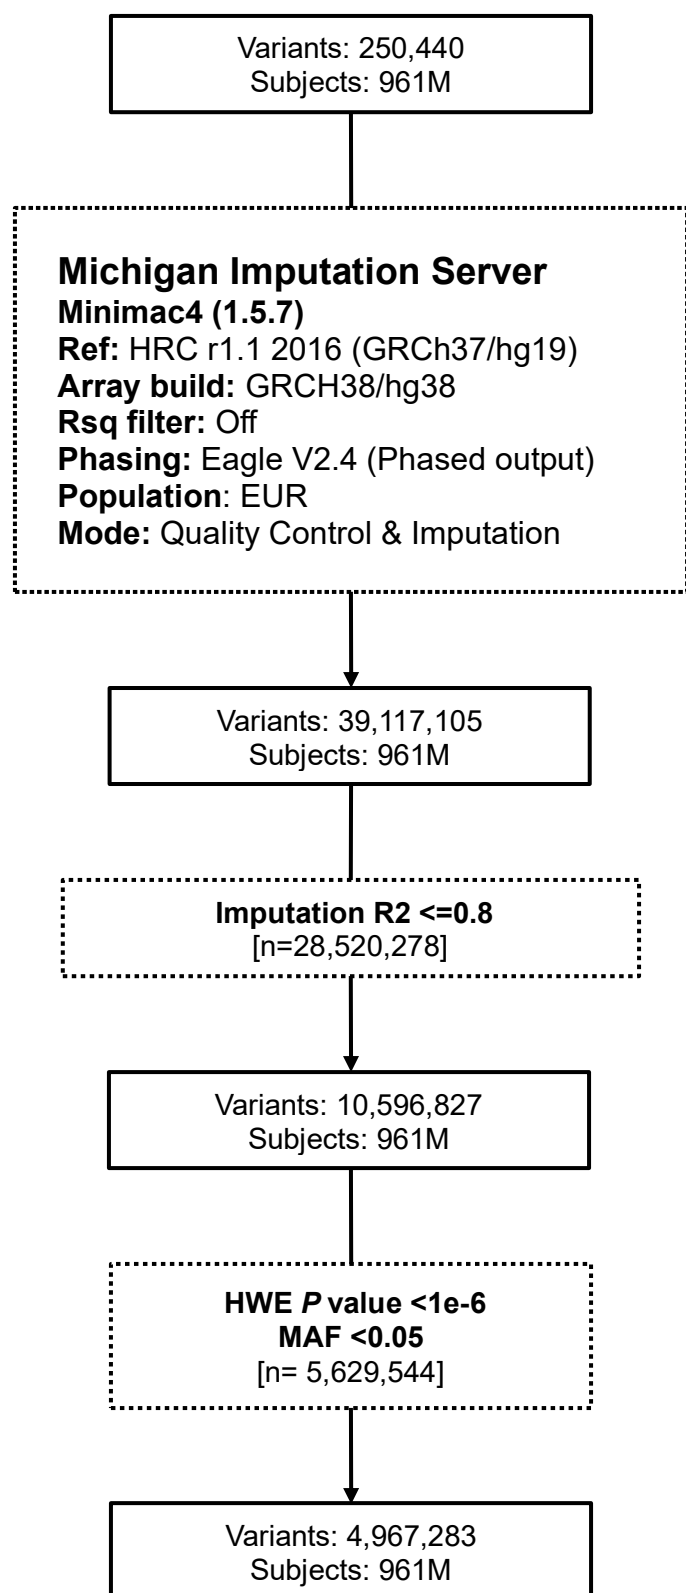 Variants: 250,440
Subjects: 961M
Michigan Imputation Server
Minimac4 (1.5.7)
Ref: HRC r1.1 2016 (GRCh37/hg19)
Array build: GRCH38/hg38
Rsq filter: Off
Phasing: Eagle V2.4 (Phased output)
Population: EUR
Mode: Quality Control & Imputation
Variants: 39,117,105
Subjects: 961M
Imputation R2 <=0.8
[n=28,520,278]
Variants: 10,596,827
Subjects: 961M
HWE P value <1e-6
MAF <0.05
[n= 5,629,544]
Variants: 4,967,283
Subjects: 961M